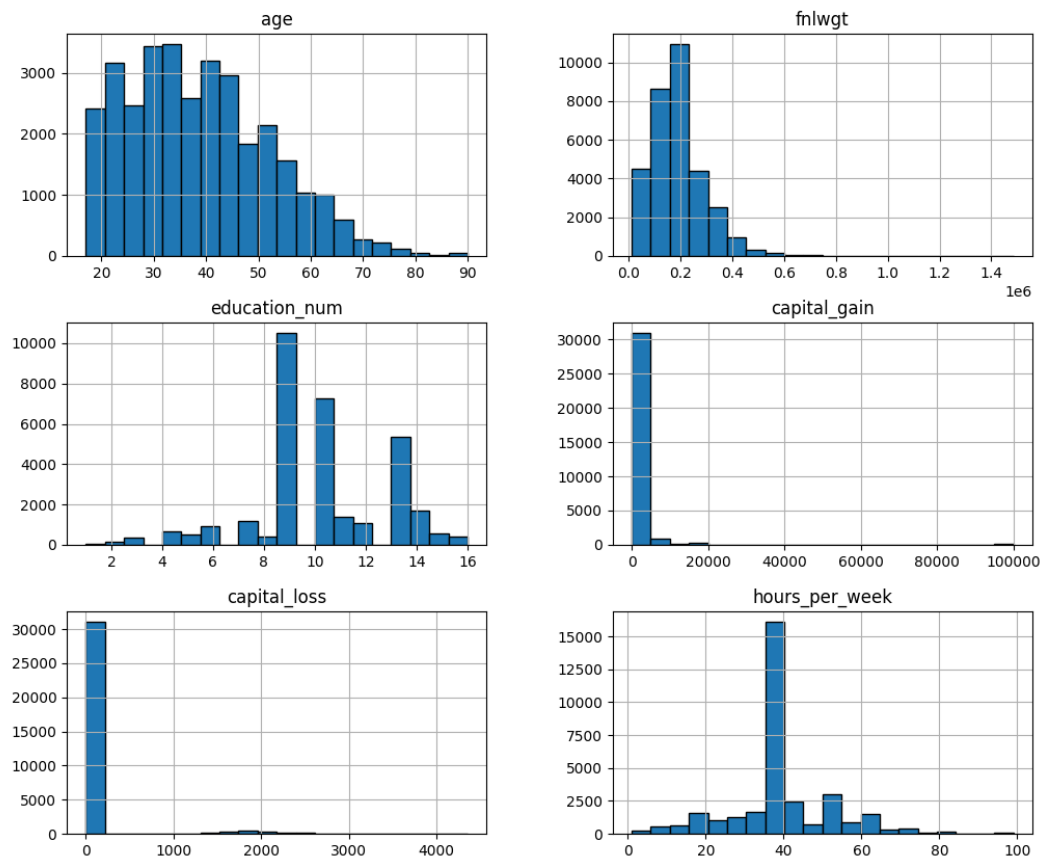 age
3000
2000
1000
0
20 30 40 50 60 70 80 90
fnlwgt
10000
8000
6000
4000
2000
0
0.0 0.2 0.4 0.6 0.8 1.0 1.2 1.4
1e6
education_num
10000
8000
6000
4000
2000
0
2 4 6 8 10 12 14 16
capital_gain
30000
25000
20000
15000
10000
5000
0
0 20000 40000 60000 80000 100000
capital_loss
30000
25000
20000
15000
10000
5000
0
0 1000 2000 3000 4000
hours_per_week
15000
12500
10000
7500
5000
2500
0
0 20 40 60 80 100